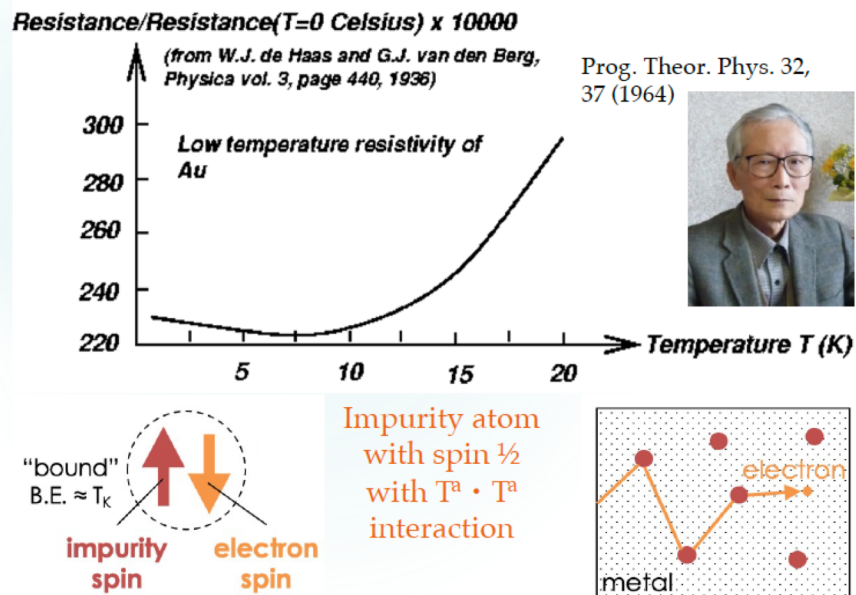 Resistance/Resistance(T=0 Celsius) x 10000
(from W.J. de Haas and G.J. van den Berg,
Physica vol. 3, page 440, 1936)
Prog. Theor. Phys. 32,
37 (1964)
Low temperature resistivity of
Au
300
280
260
240
220
5
10
15
20
Temperature T (K)
"bound"
B.E. ≈ Tₖ
impurity
spin
electron
spin
Impurity atom
with spin ½
with Tᵃ · Tᵃ
interaction
electron
metal